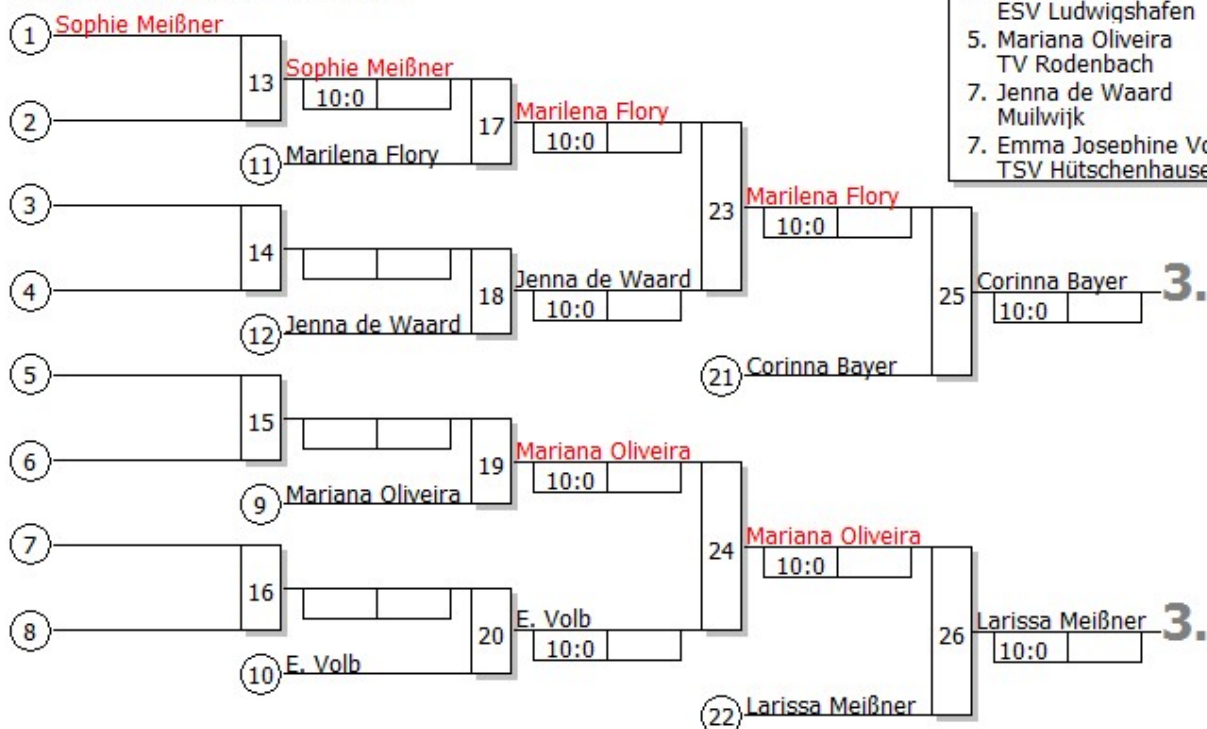 ESV Ludwigshafen
5. Mariana Oliveira
TV Rodenbach
7. Jenna de Waard
Muilwijk
7. Emma Josephine
TSV Hütschenhause
1 Sophie Meißner
13
Sophie Meißner
10:0
2
17
Marilena Flory
10:0
11 Marilena Flory
3
23
Marilena Flory
10:0
14
4
18
Jenna de Waard
10:0
12 Jenna de Waard
25
Corinna Bayer
10:0
3.
21 Corinna Bayer
5
15
6
19
Mariana Oliveira
10:0
9 Mariana Oliveira
7
24
Mariana Oliveira
10:0
16
8
20
E. Volb
10:0
10 E. Volb
26
Larissa Meißner
10:0
3.
22 Larissa Meißner